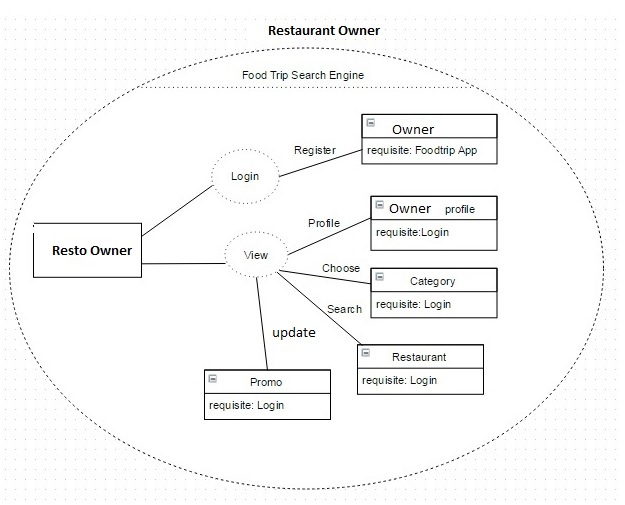 Restaurant Owner
Food Trip Search Engine
Owner
requisite: Foodtrip App
Register
Login
Owner profile
requisite:Login
Profile
Resto Owner
View
Choose
Category
requisite: Login
Search
update
Restaurant
requisite: Login
Promo
requisite: Login